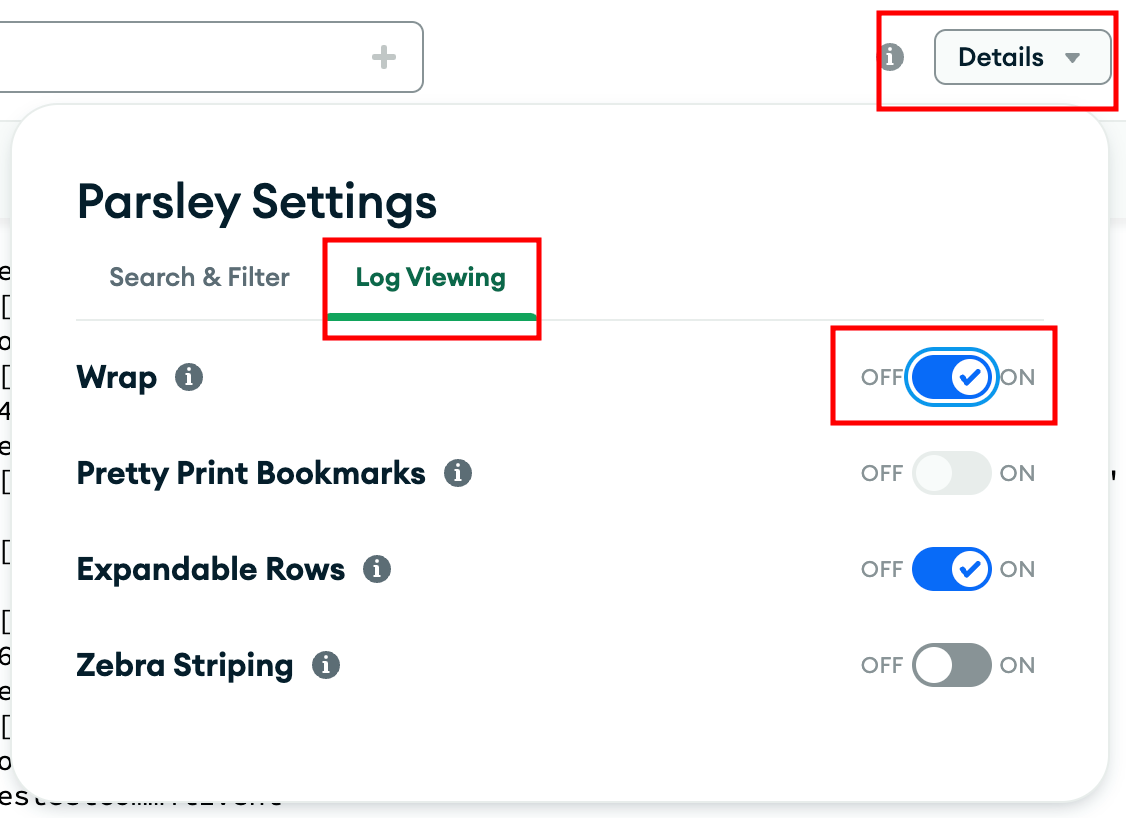 Details
Parsley Settings
Search & Filter
Log Viewing
Wrap
OFF ON
Pretty Print Bookmarks
OFF ON
Expandable Rows
OFF ON
Zebra Striping
OFF ON